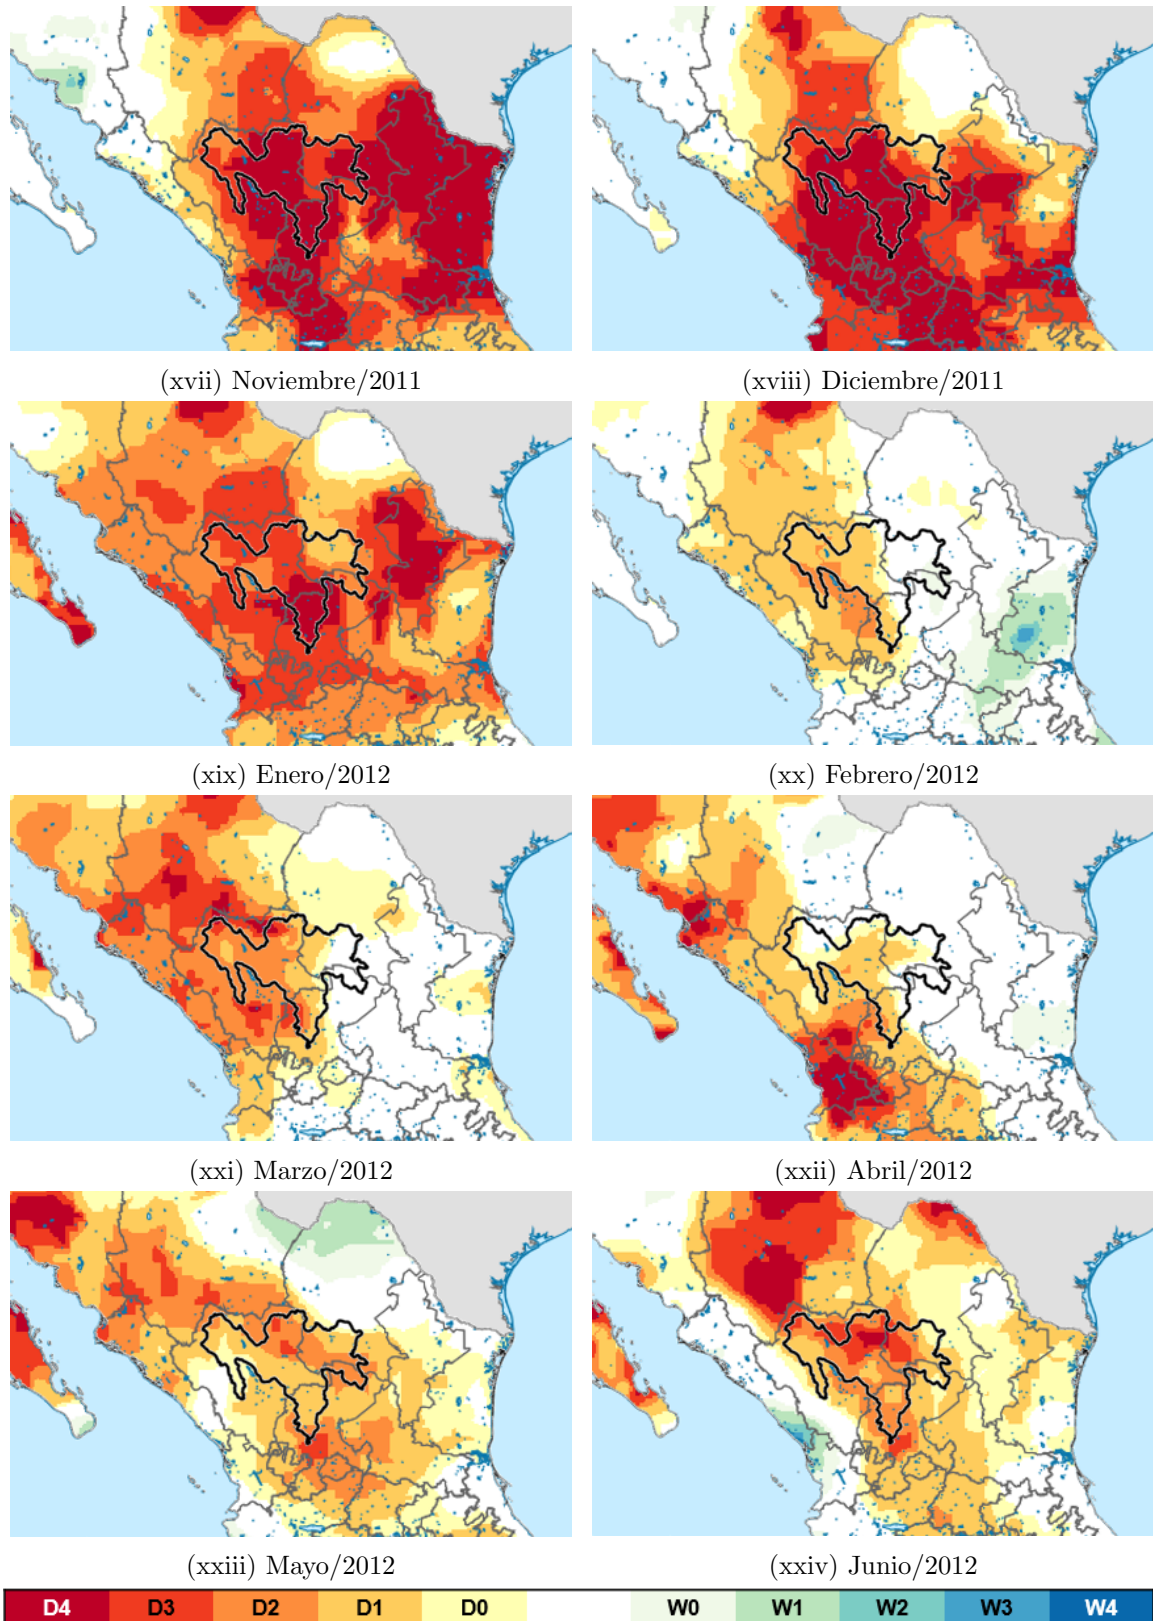 (xvii) Noviembre/2011
(xviii) Diciembre/2011
(xix) Enero/2012
(xx) Febrero/2012
(xxi) Marzo/2012
(xxii) Abril/2012
(xxiii) Mayo/2012
(xxiv) Junio/2012
D4 D3 D2 D1 D0 W0 W1 W2 W3 W4